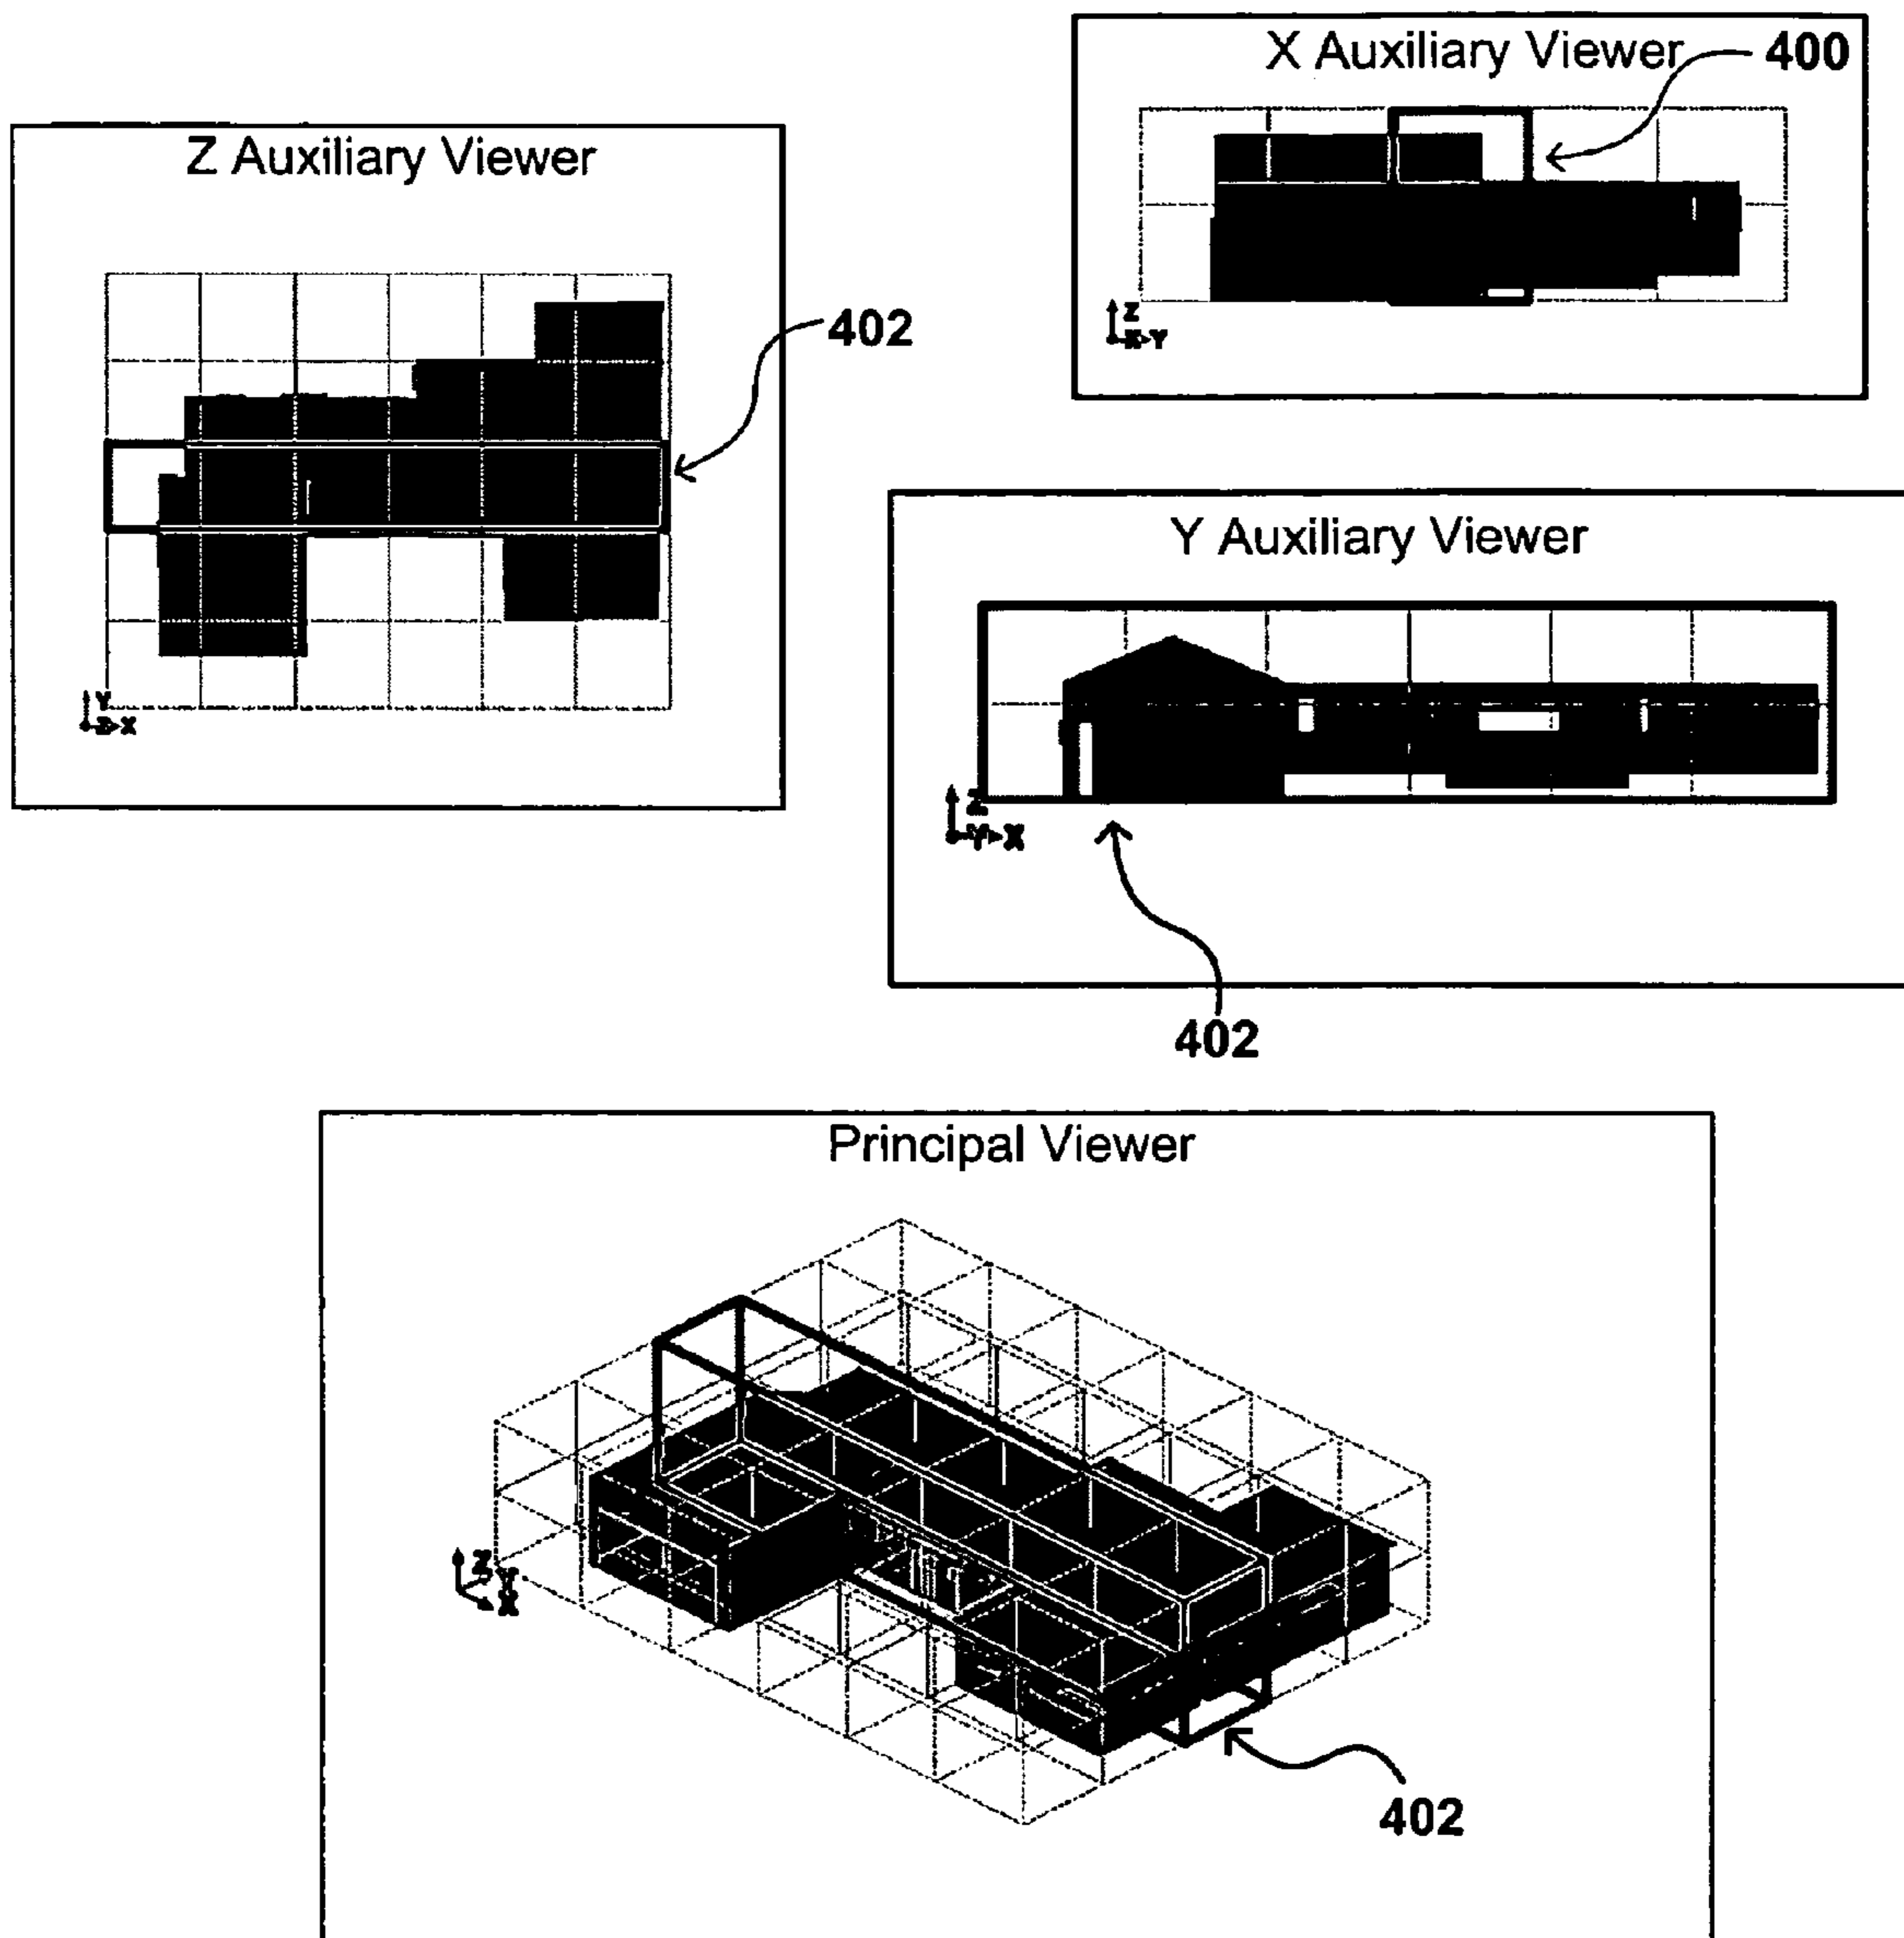 X Auxiliary Viewer
400
Z Auxiliary Viewer
402
Z
X Y
Y Auxiliary Viewer
Y
Z X
Z
Y X
402
Principal Viewer
Z
Y
X
402